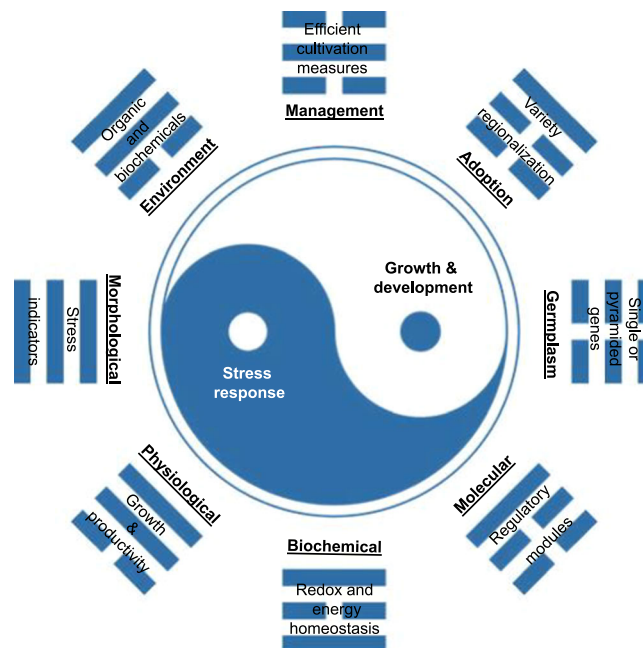 Efficient
cultivation
measures
Management
Variety
regionalization
Adoption
Single or
pyramided
genes
Germplasm
Regulatory
modules
Molecular
Biochemical
Redox and
energy
homeostasis
Physiological
Growth
&
productivity
Morphological
Stress
indicators
Organic
and
biochemicals
Environment
Growth &
development
Stress
response